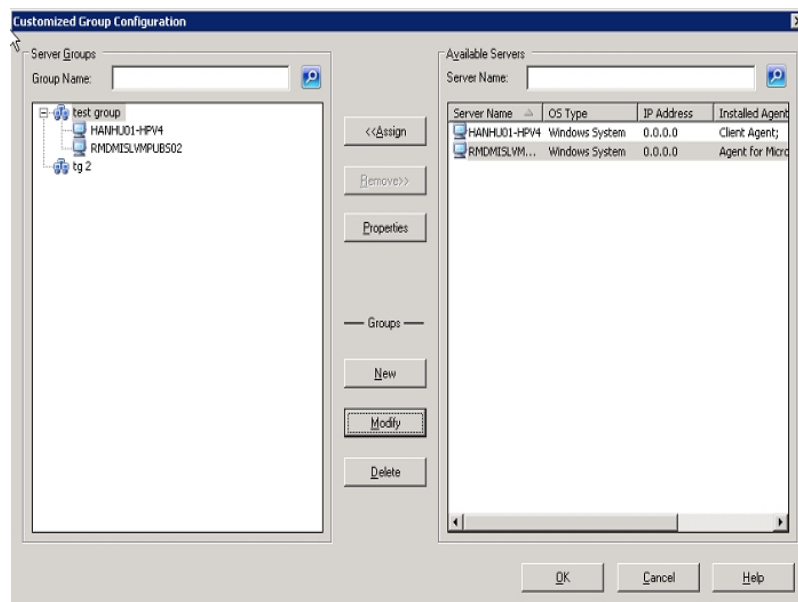 Customized Group Configuration
Server Groups
Group Name:
test group
HANHU01-HPV4
RMDMISLVMPUBS02
tg 2
<<Assign
Remove>>
Properties
Groups
New
Modify
Delete
Available Servers
Server Name:
Server Name OS Type IP Address Installed Agent
HANHU01-HPV4 Windows System 0.0.0.0 Client Agent;
RMDMISLVM... Windows System 0.0.0.0 Agent for Micro
OK Cancel Help